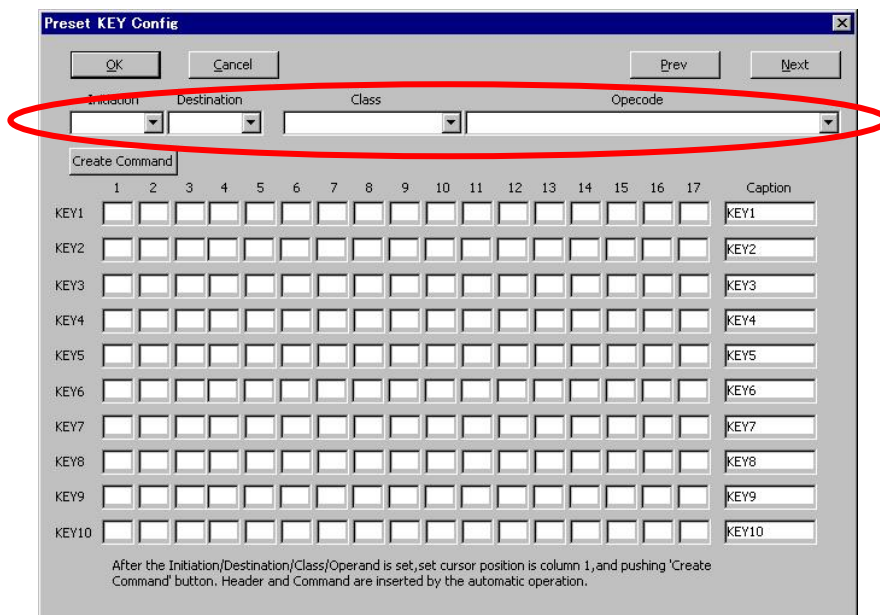 Preset KEY Config
OK Cancel Prev Next
Initiation Destination Class Opecode
Create Command
1 2 3 4 5 6 7 8 9 10 11 12 13 14 15 16 17 Caption
KEY1 KEY1
KEY2 KEY2
KEY3 KEY3
KEY4 KEY4
KEY5 KEY5
KEY6 KEY6
KEY7 KEY7
KEY8 KEY8
KEY9 KEY9
KEY10 KEY10
After the Initiation/Destination/Class/Operand is set,set cursor position is column 1,and pushing 'Create
Command' button. Header and Command are inserted by the automatic operation.